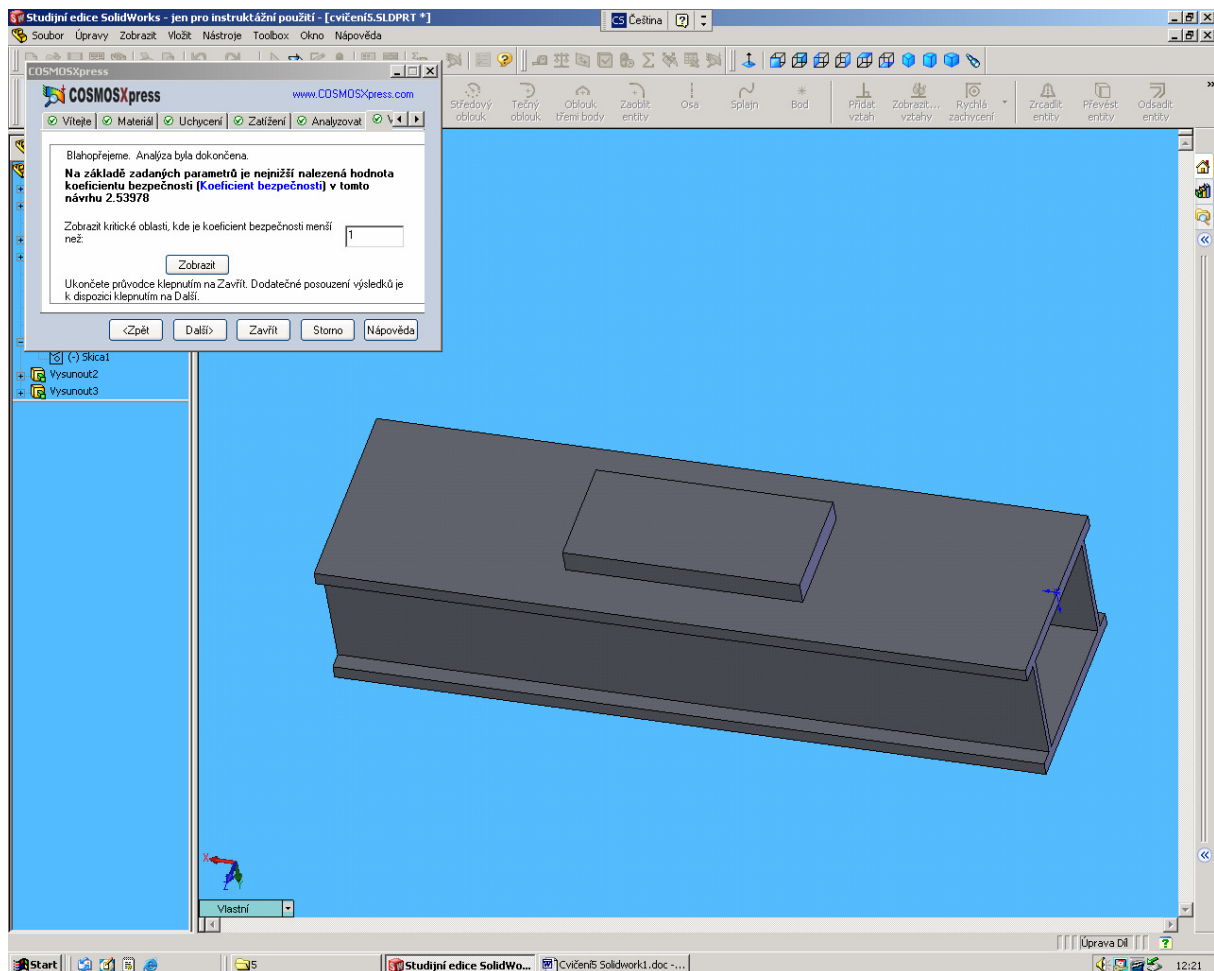 Studijní edice SolidWorks - jen pro instruktážní použití - [cvičení5.SLDPRT *]
CS Čeština
Soubor Úpravy Zobrazit Vložit Nástroje Toolbox Okno Nápověda
COSMOSXpress
COSMOSXpress www.COSMOSXpress.com
Vítejte Materiál Uchycení Zatížení Analyzovat V
Středový oblouk
Tečný oblouk
Oblouk třemi body
Zaoblit entity
Osa
Splajn
Bod
Přidat vztah
Zobrazit... vztahy
Rychlá zachycení
Zrcadlit entity
Převést entity
Odsadit entity
Blahopřejeme. Analýza byla dokončena.
Na základě zadaných parametrů je nejnižší nalezená hodnota
koeficientu bezpečnosti (Koeficient bezpečnosti) v tomto
návrhu 2.53978
Zobrazit kritické oblasti, kde je koeficient bezpečnosti menší
než: 1
Zobrazit
Ukončete průvodce klepnutím na Zavřít. Dodatečné posouzení výsledků je
k dispozici klepnutím na Další.
<Zpět Další> Zavřít Storno Nápověda
(-) Skica1
Vysunout2
Vysunout3
X
Z
Vlastní
Úprava Díl
Start 5 Studijní edice SolidWo... Cvičení5 Solidwork1.doc -... 12:21